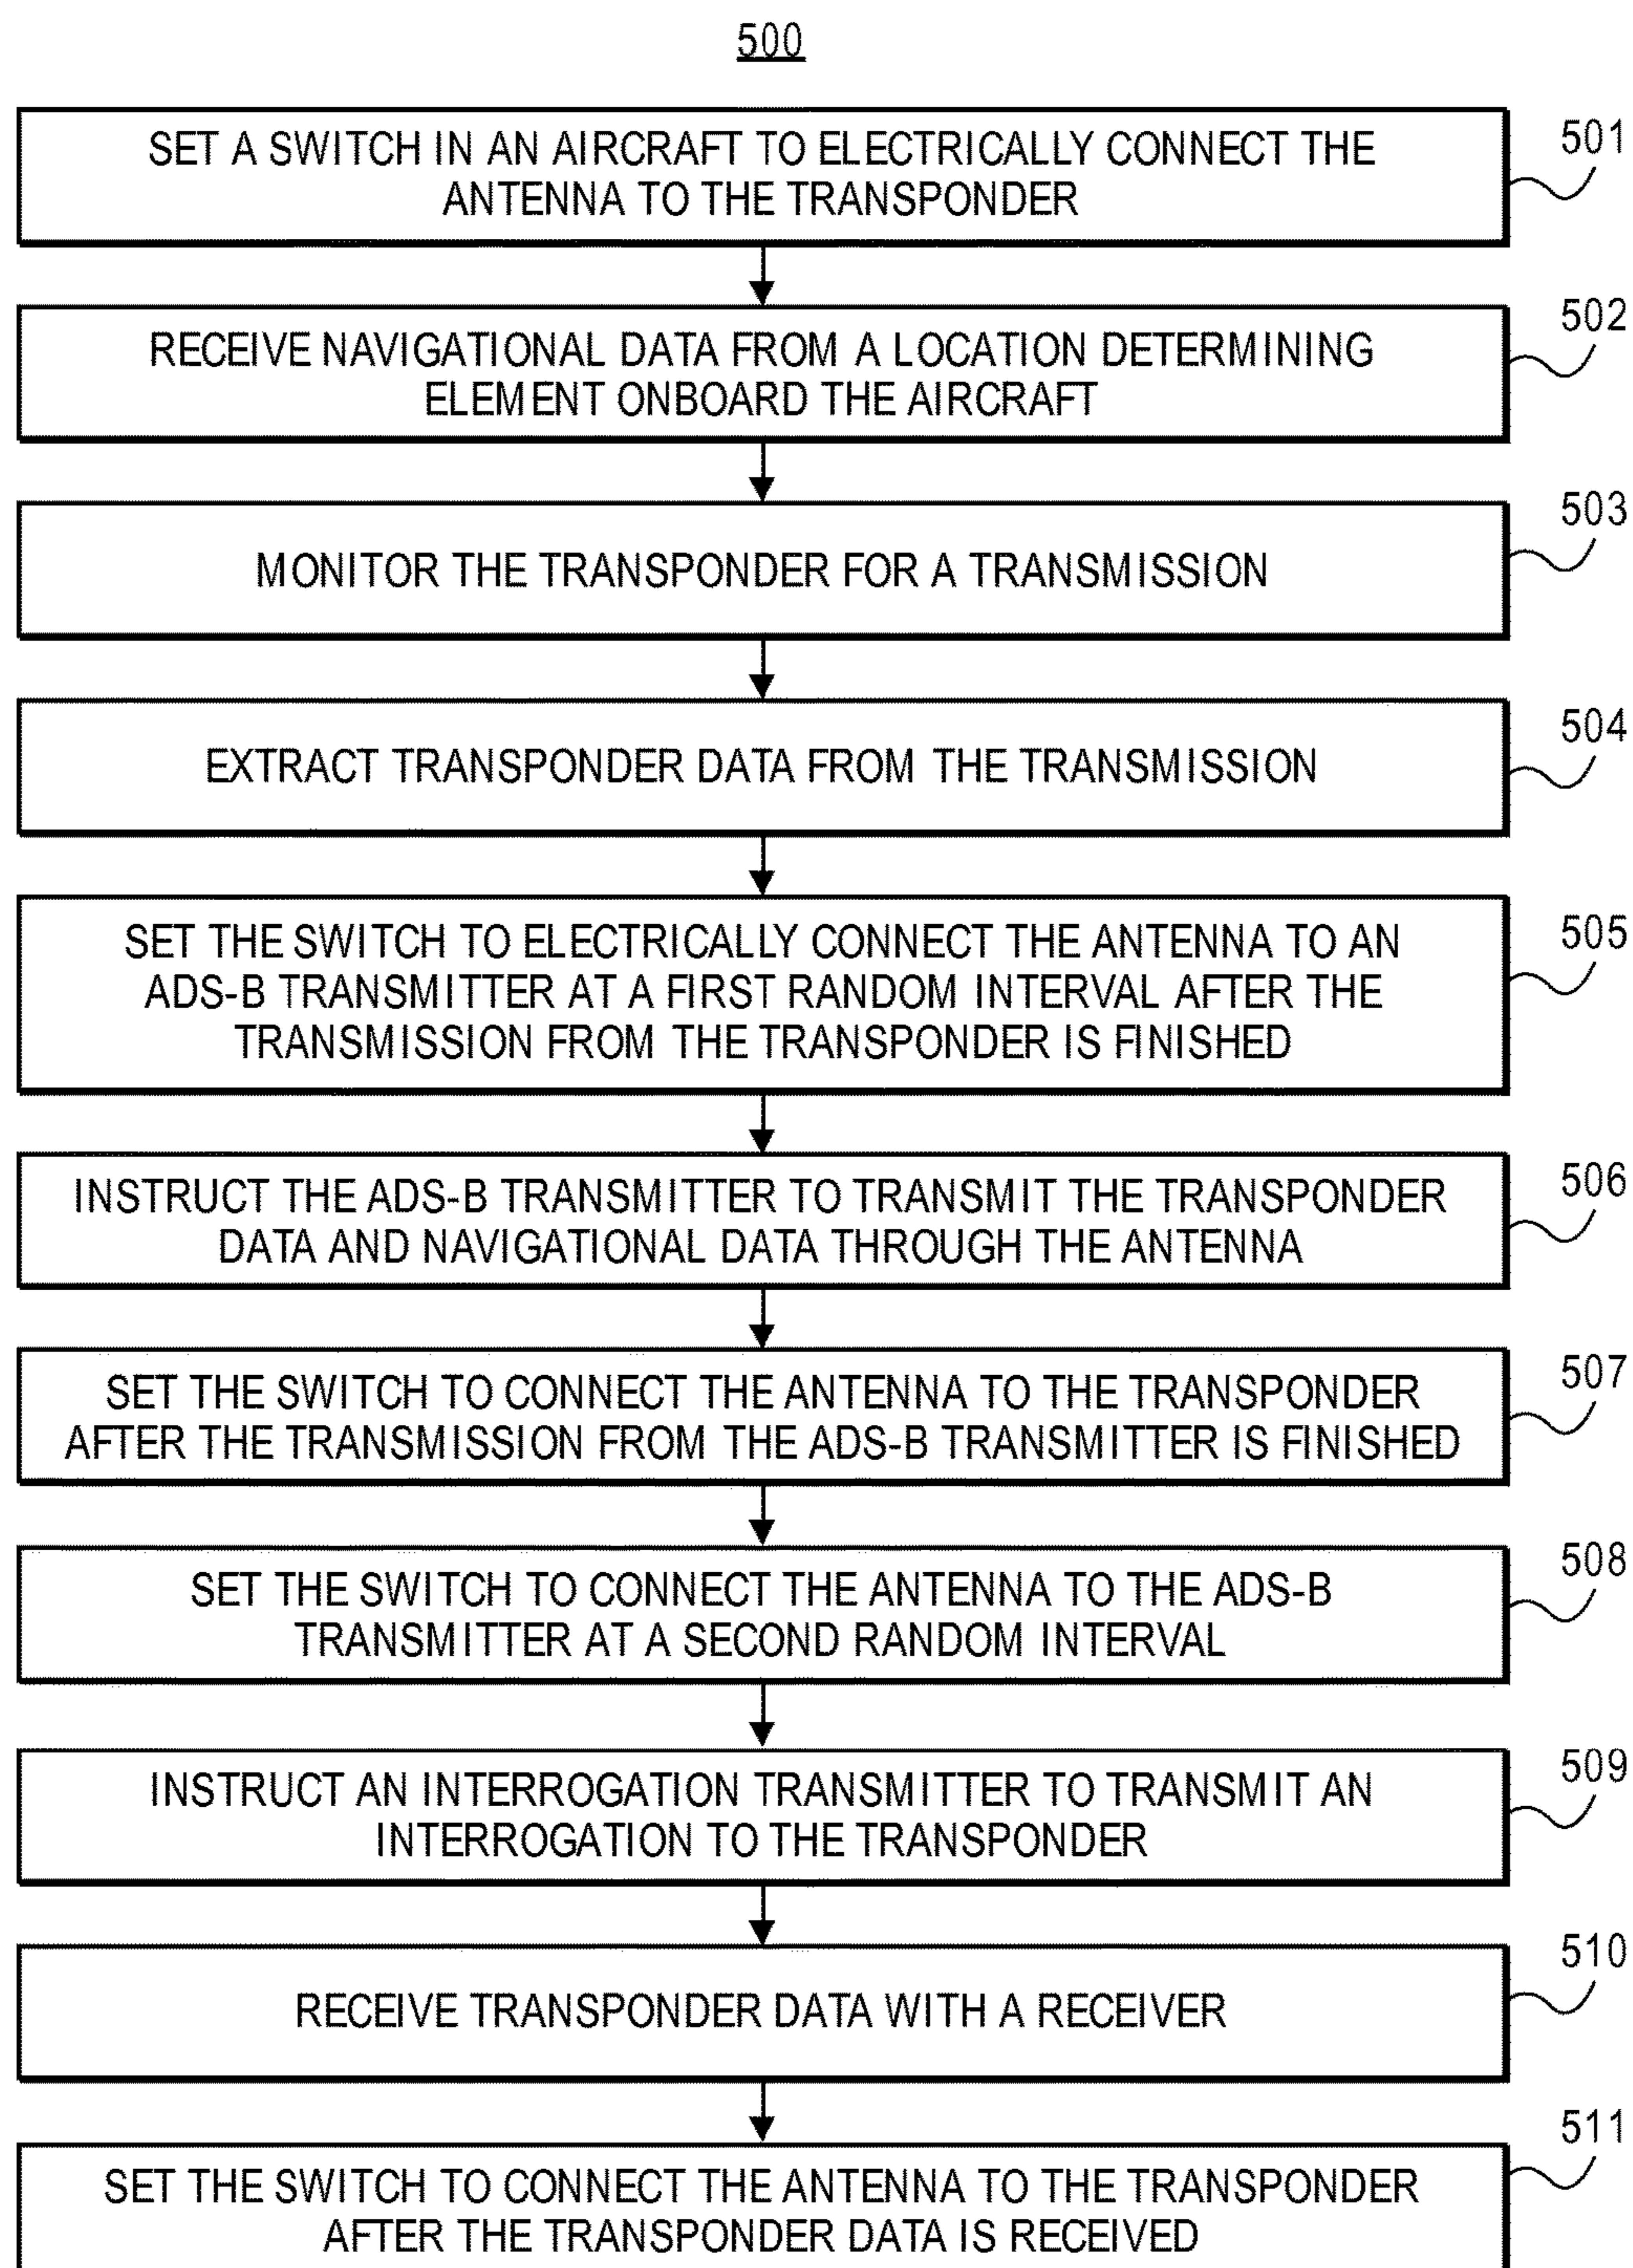 500
SET A SWITCH IN AN AIRCRAFT TO ELECTRICALLY CONNECT THE
ANTENNA TO THE TRANSPONDER
501
RECEIVE NAVIGATIONAL DATA FROM A LOCATION DETERMINING
ELEMENT ONBOARD THE AIRCRAFT
502
MONITOR THE TRANSPONDER FOR A TRANSMISSION
503
EXTRACT TRANSPONDER DATA FROM THE TRANSMISSION
504
SET THE SWITCH TO ELECTRICALLY CONNECT THE ANTENNA TO AN
ADS-B TRANSMITTER AT A FIRST RANDOM INTERVAL AFTER THE
TRANSMISSION FROM THE TRANSPONDER IS FINISHED
505
INSTRUCT THE ADS-B TRANSMITTER TO TRANSMIT THE TRANSPONDER
DATA AND NAVIGATIONAL DATA THROUGH THE ANTENNA
506
SET THE SWITCH TO CONNECT THE ANTENNA TO THE TRANSPONDER
AFTER THE TRANSMISSION FROM THE ADS-B TRANSMITTER IS FINISHED
507
SET THE SWITCH TO CONNECT THE ANTENNA TO THE ADS-B
TRANSMITTER AT A SECOND RANDOM INTERVAL
508
INSTRUCT AN INTERROGATION TRANSMITTER TO TRANSMIT AN
INTERROGATION TO THE TRANSPONDER
509
RECEIVE TRANSPONDER DATA WITH A RECEIVER
510
SET THE SWITCH TO CONNECT THE ANTENNA TO THE TRANSPONDER
AFTER THE TRANSPONDER DATA IS RECEIVED
511